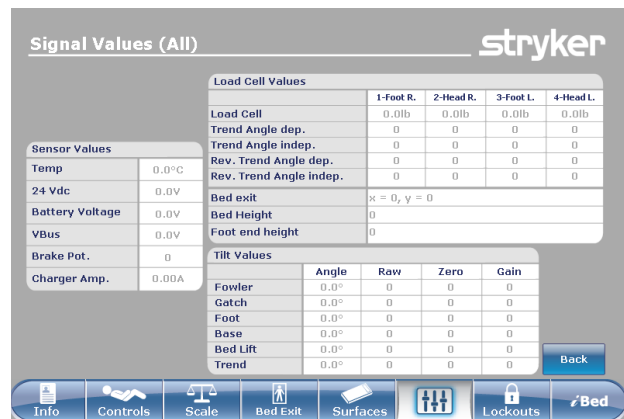 Signal Values (All)
stryker
Load Cell Values
1-Foot R. 2-Head R. 3-Foot L. 4-Head L.
Load Cell 0.0lb 0.0lb 0.0lb 0.0lb
Trend Angle dep. 0 0 0 0
Trend Angle indep. 0 0 0 0
Rev. Trend Angle dep. 0 0 0 0
Rev. Trend Angle indep. 0 0 0 0
Bed exit x = 0, y = 0
Bed Height 0
Foot end height 0
Sensor Values
Temp 0.0°C
24 Vdc 0.0V
Battery Voltage 0.0V
VBus 0.0V
Brake Pot. 0
Charger Amp. 0.00A
Tilt Values
Angle Raw Zero Gain
Fowler 0.0° 0 0 0
Gatch 0.0° 0 0 0
Foot 0.0° 0 0 0
Base 0.0° 0 0 0
Bed Lift 0.0° 0 0 0
Trend 0.0° 0 0 0
Back
Info Controls Scale Bed Exit Surfaces Lockouts iBed